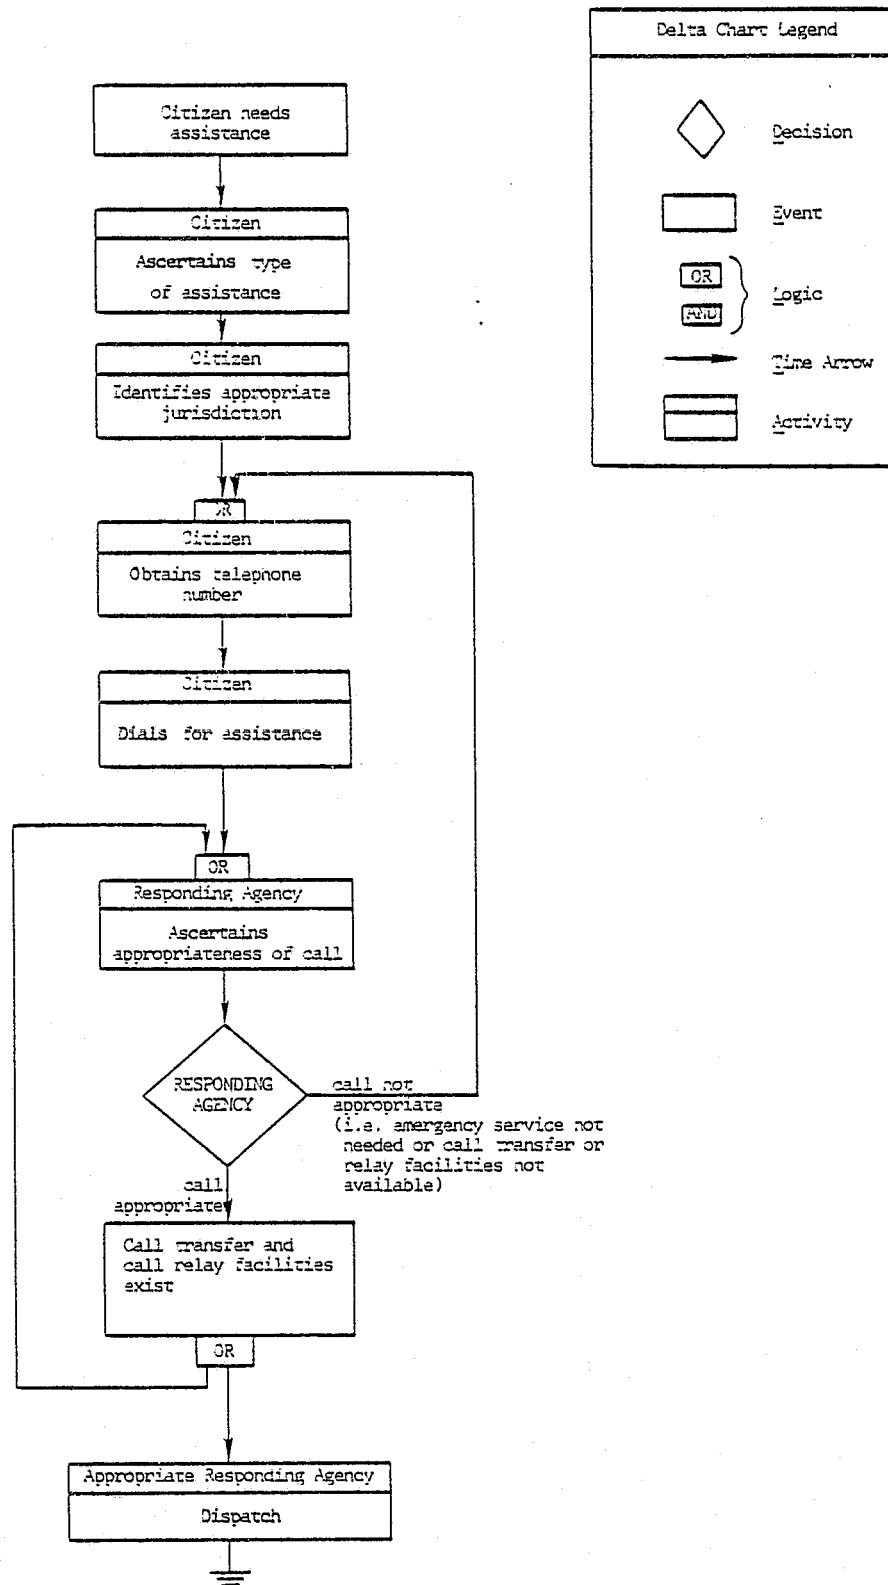 Delta Chart Legend
Decision
Event
OR
AND
Logic
Time Arrow
Activity
Citizen needs
assistance
Citizen
Ascertains type
of assistance
Citizen
Identifies appropriate
jurisdiction
OR
Citizen
Obtains telephone
number
Citizen
Dials for assistance
OR
Responding Agency
Ascertains
appropriateness of call
RESPONDING
AGENCY
call not
appropriate
(i.e. emergency service not
needed or call transfer or
relay facilities not
available)
call
appropriate
Call transfer and
call relay facilities
exist
OR
Appropriate Responding Agency
Dispatch